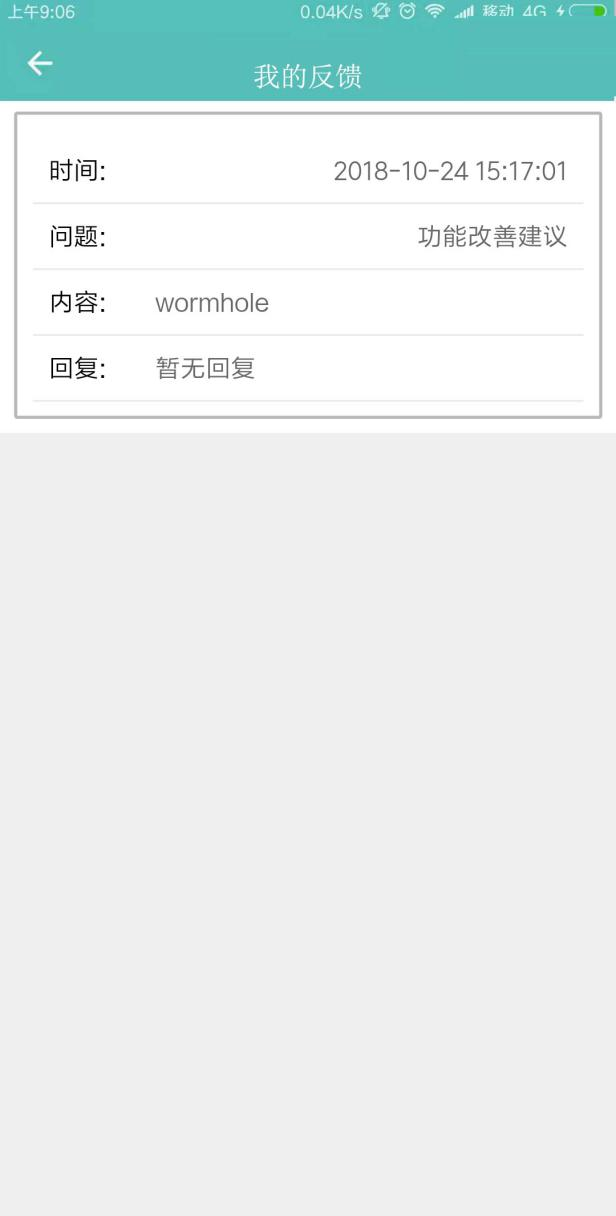 上午9:06 0.04K/s 移动 4G
我的反馈
时间: 2018-10-24 15:17:01
问题: 功能改善建议
内容: wormhole
回复: 暂无回复